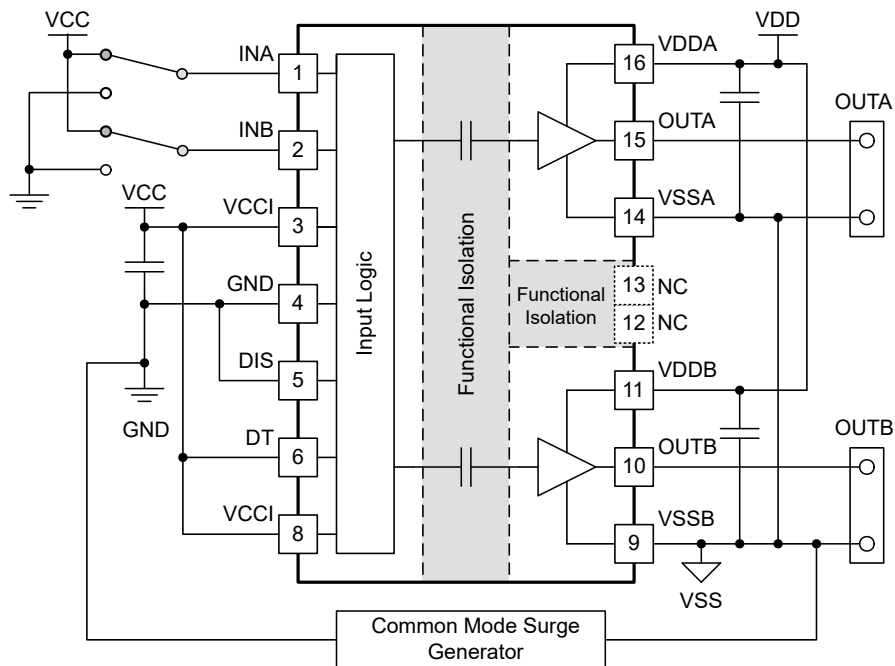 VCC
INA
1
INB
2
VCC
VCCI
3
GND
4
DIS
5
GND
DT
6
VCCI
8
Input Logic
Functional Isolation
Functional
Isolation
16
VDDA
VDD
15
OUTA
OUTA
14
VSSA
13
NC
12
NC
11
VDDB
10
OUTB
OUTB
9
VSSB
VSS
Common Mode Surge
Generator